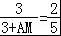 3/(3+AM) = 2/5